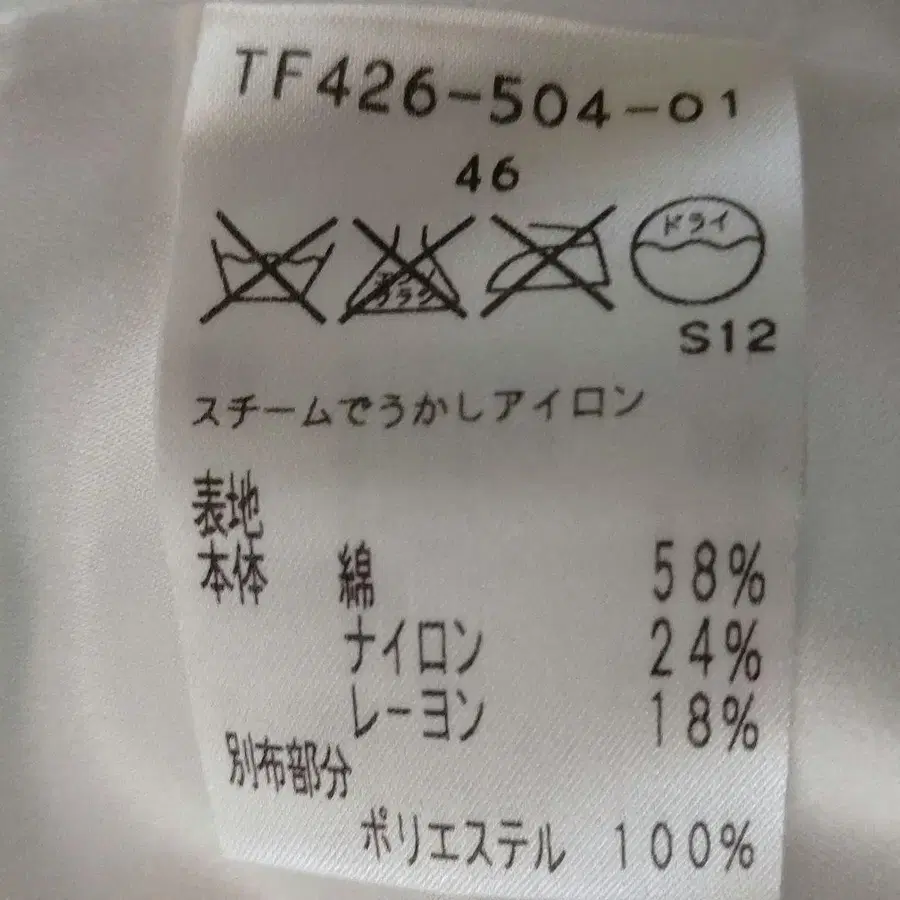 TF426-504-01
46
ドライ
S12
スチームでうかしアイロン
表地
本体 綿 58%
ナイロン 24%
レーヨン 18%
別布部分
ポリエステル 100%